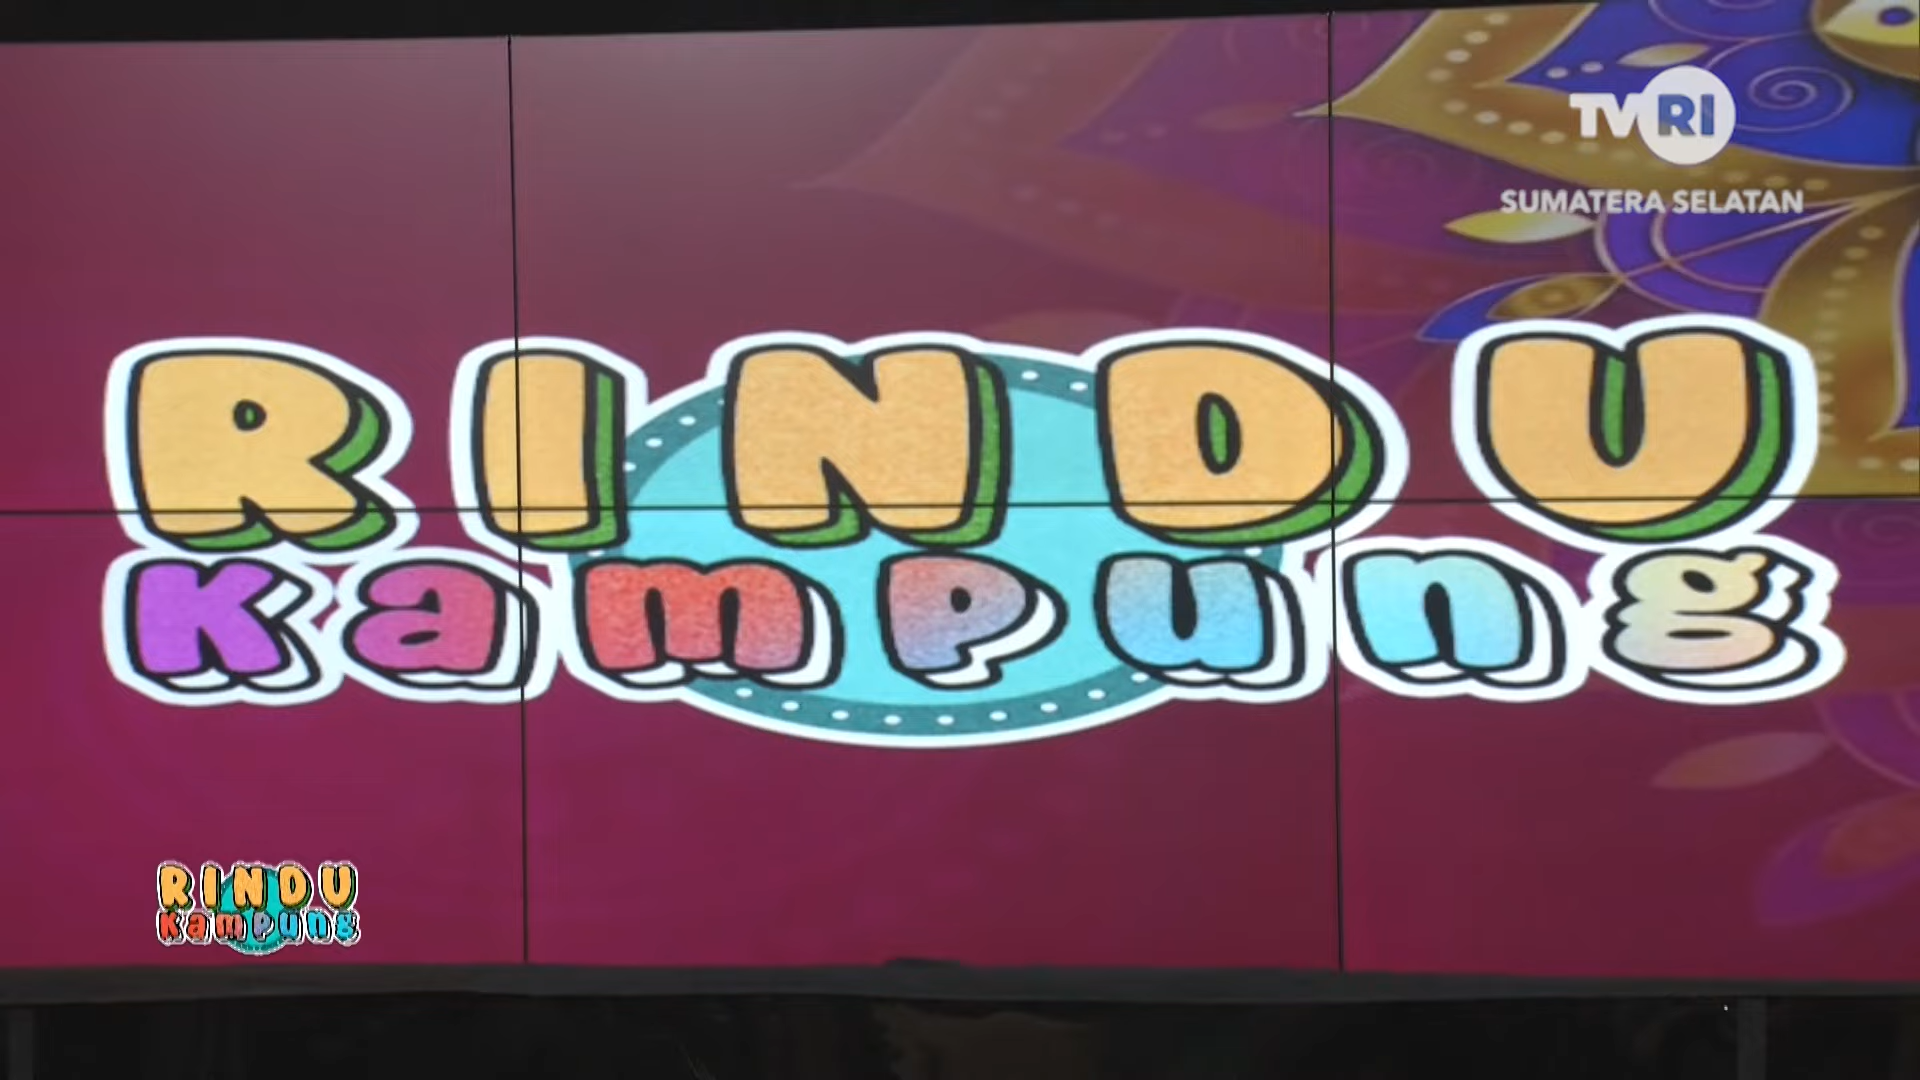 TVRI
SUMATERA SELATAN
RINDU
Kampung
RINDU
Kampung